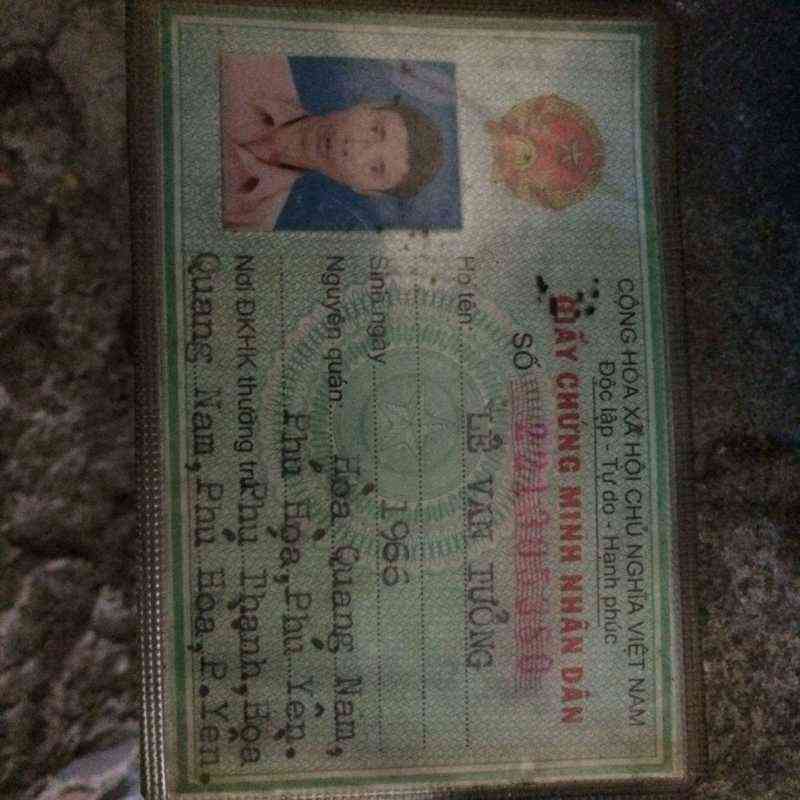 CỘNG HÒA XÃ HỘI CHỦ NGHĨA VIỆT NAM
Độc lập - Tự do - Hạnh phúc
GIẤY CHỨNG MINH NHÂN DÂN
SỐ
Họ tên: LÊ VĂN TƯỞNG
Sinh ngày 1966
Nguyên quán: Hòa Quang Nam,
Phú Hòa, Phú Yên.
Nơi ĐKHK thường trú Phú Thạnh, Hòa
Quang Nam, Phú Hòa, P. Yên.